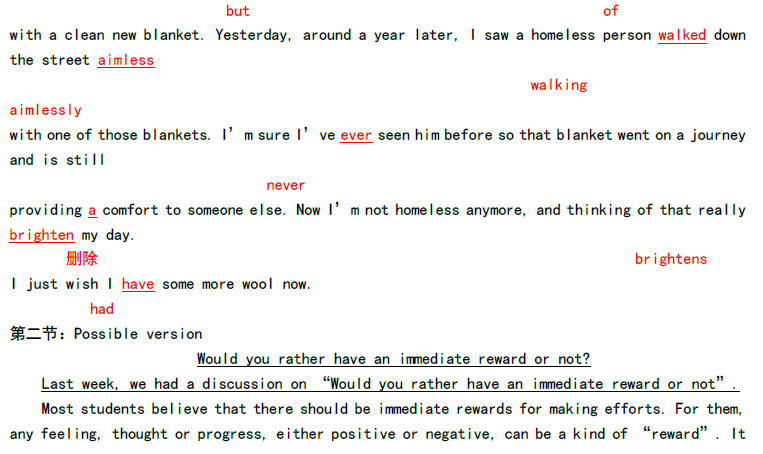 but of
with a clean new blanket. Yesterday, around a year later, I saw a homeless person walked down
the street aimless
walking
aimlessly
with one of those blankets. I'm sure I've ever seen him before so that blanket went on a journey
and is still
never
providing a comfort to someone else. Now I'm not homeless anymore, and thinking of that really
brighten my day.
删除 brightens
I just wish I have some more wool now.
had
第二节：Possible version
Would you rather have an immediate reward or not?
Last week, we had a discussion on “Would you rather have an immediate reward or not”.
Most students believe that there should be immediate rewards for making efforts. For them,
any feeling, thought or progress, either positive or negative, can be a kind of “reward”. It